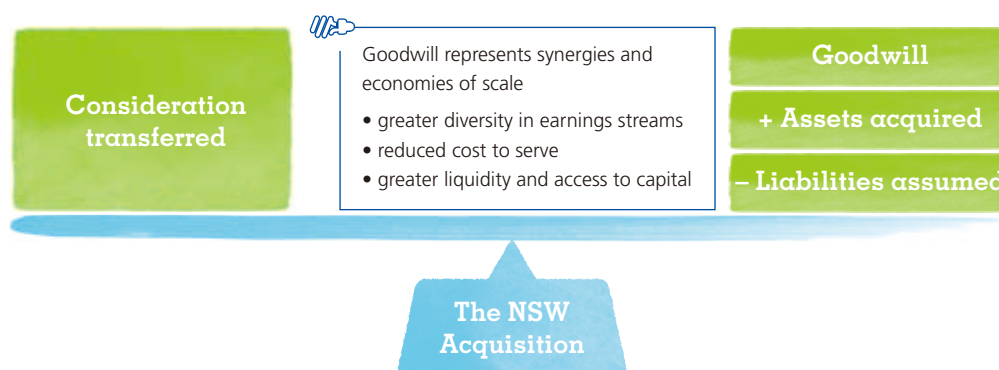 Consideration
transferred
Goodwill represents synergies and
economies of scale
• greater diversity in earnings streams
• reduced cost to serve
• greater liquidity and access to capital
Goodwill
+ Assets acquired
– Liabilities assumed
The NSW
Acquisition